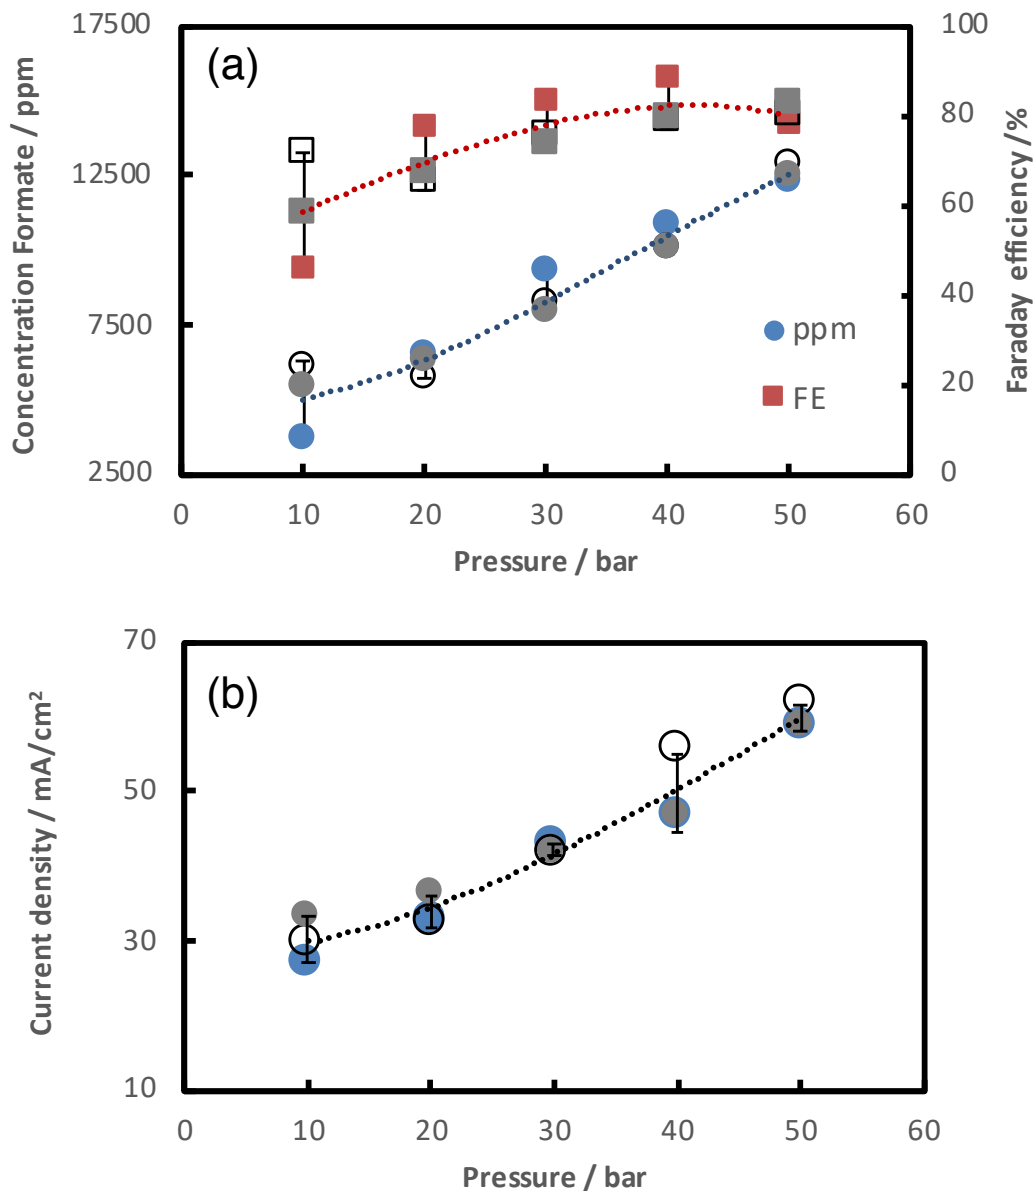 (a)
Concentration Formate / ppm
17500
12500
7500
2500
Faraday efficiency /%
100
80
60
40
20
0
ppm
FE
0 10 20 30 40 50 60
Pressure / bar
(b)
Current density / mA/cm²
70
50
30
10
0 10 20 30 40 50 60
Pressure / bar